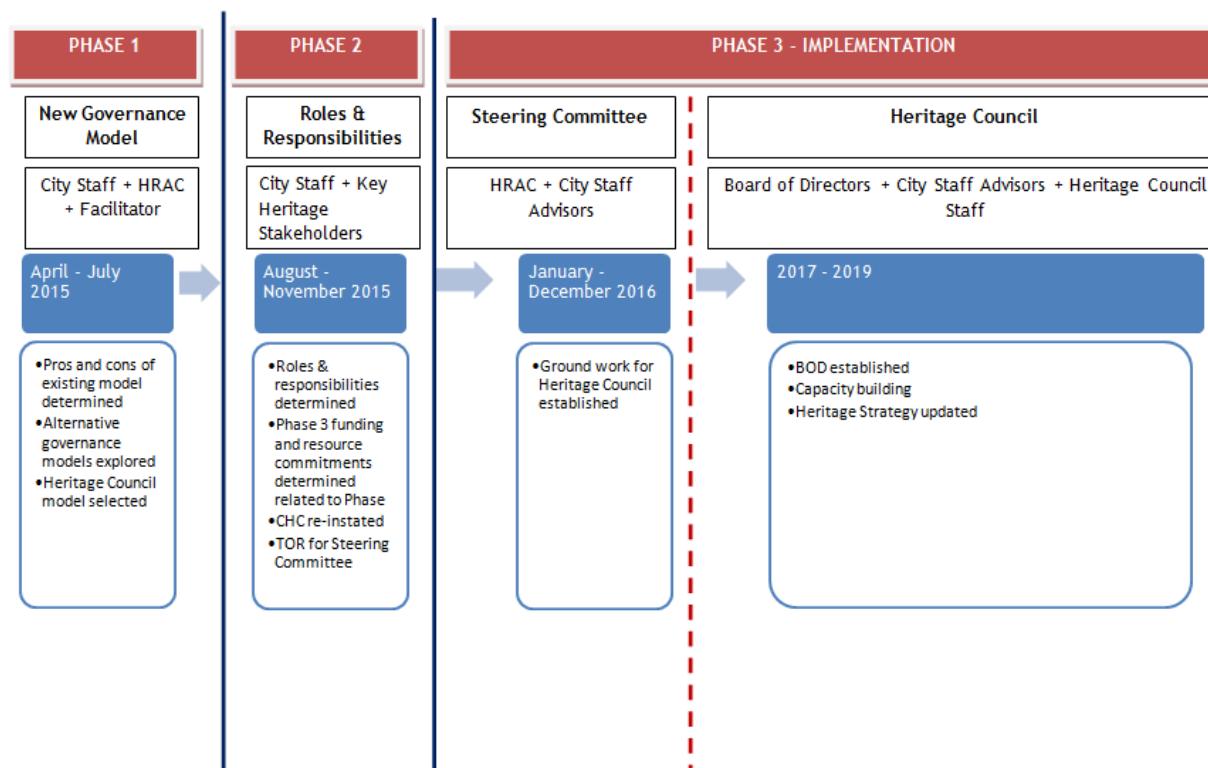 PHASE 1
PHASE 2
PHASE 3 - IMPLEMENTATION
New Governance
Model
Roles &
Responsibilities
Steering Committee
Heritage Council
City Staff + HRAC
+ Facilitator
City Staff + Key
Heritage
Stakeholders
HRAC + City Staff
Advisors
Board of Directors + City Staff Advisors + Heritage Council
Staff
April - July
2015
August -
November 2015
January -
December 2016
2017 - 2019
•Pros and cons of
existing model
determined
•Alternative
governance
models explored
•Heritage Council
model selected
•Roles &
responsibilities
determined
•Phase 3 funding
and resource
commitments
determined
related to Phase
•CHC re-instated
•TOR for Steering
Committee
•Ground work for
Heritage Council
established
•BOD established
•Capacity building
•Heritage Strategy updated